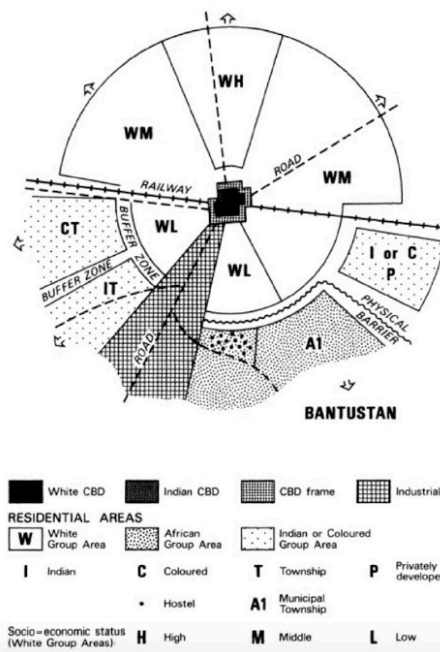 WH
WM
ROAD
WM
RAILWAY
CT
BUFFER ZONE
WL
I or C
P
BUFFER ZONE
IT
WL
PHYSICAL
BARRIER
ROAD
A1
BANTUSTAN
White CBD
Indian CBD
CBD frame
Industrial
RESIDENTIAL AREAS
W White
Group Area
African
Group Area
Indian or Coloured
Group Area
I Indian
C Coloured
T Township
P Privately
develope
• Hostel
A1 Municipal
Township
Socio=economic status
(White Group Areas):
H High
M Middle
L Low